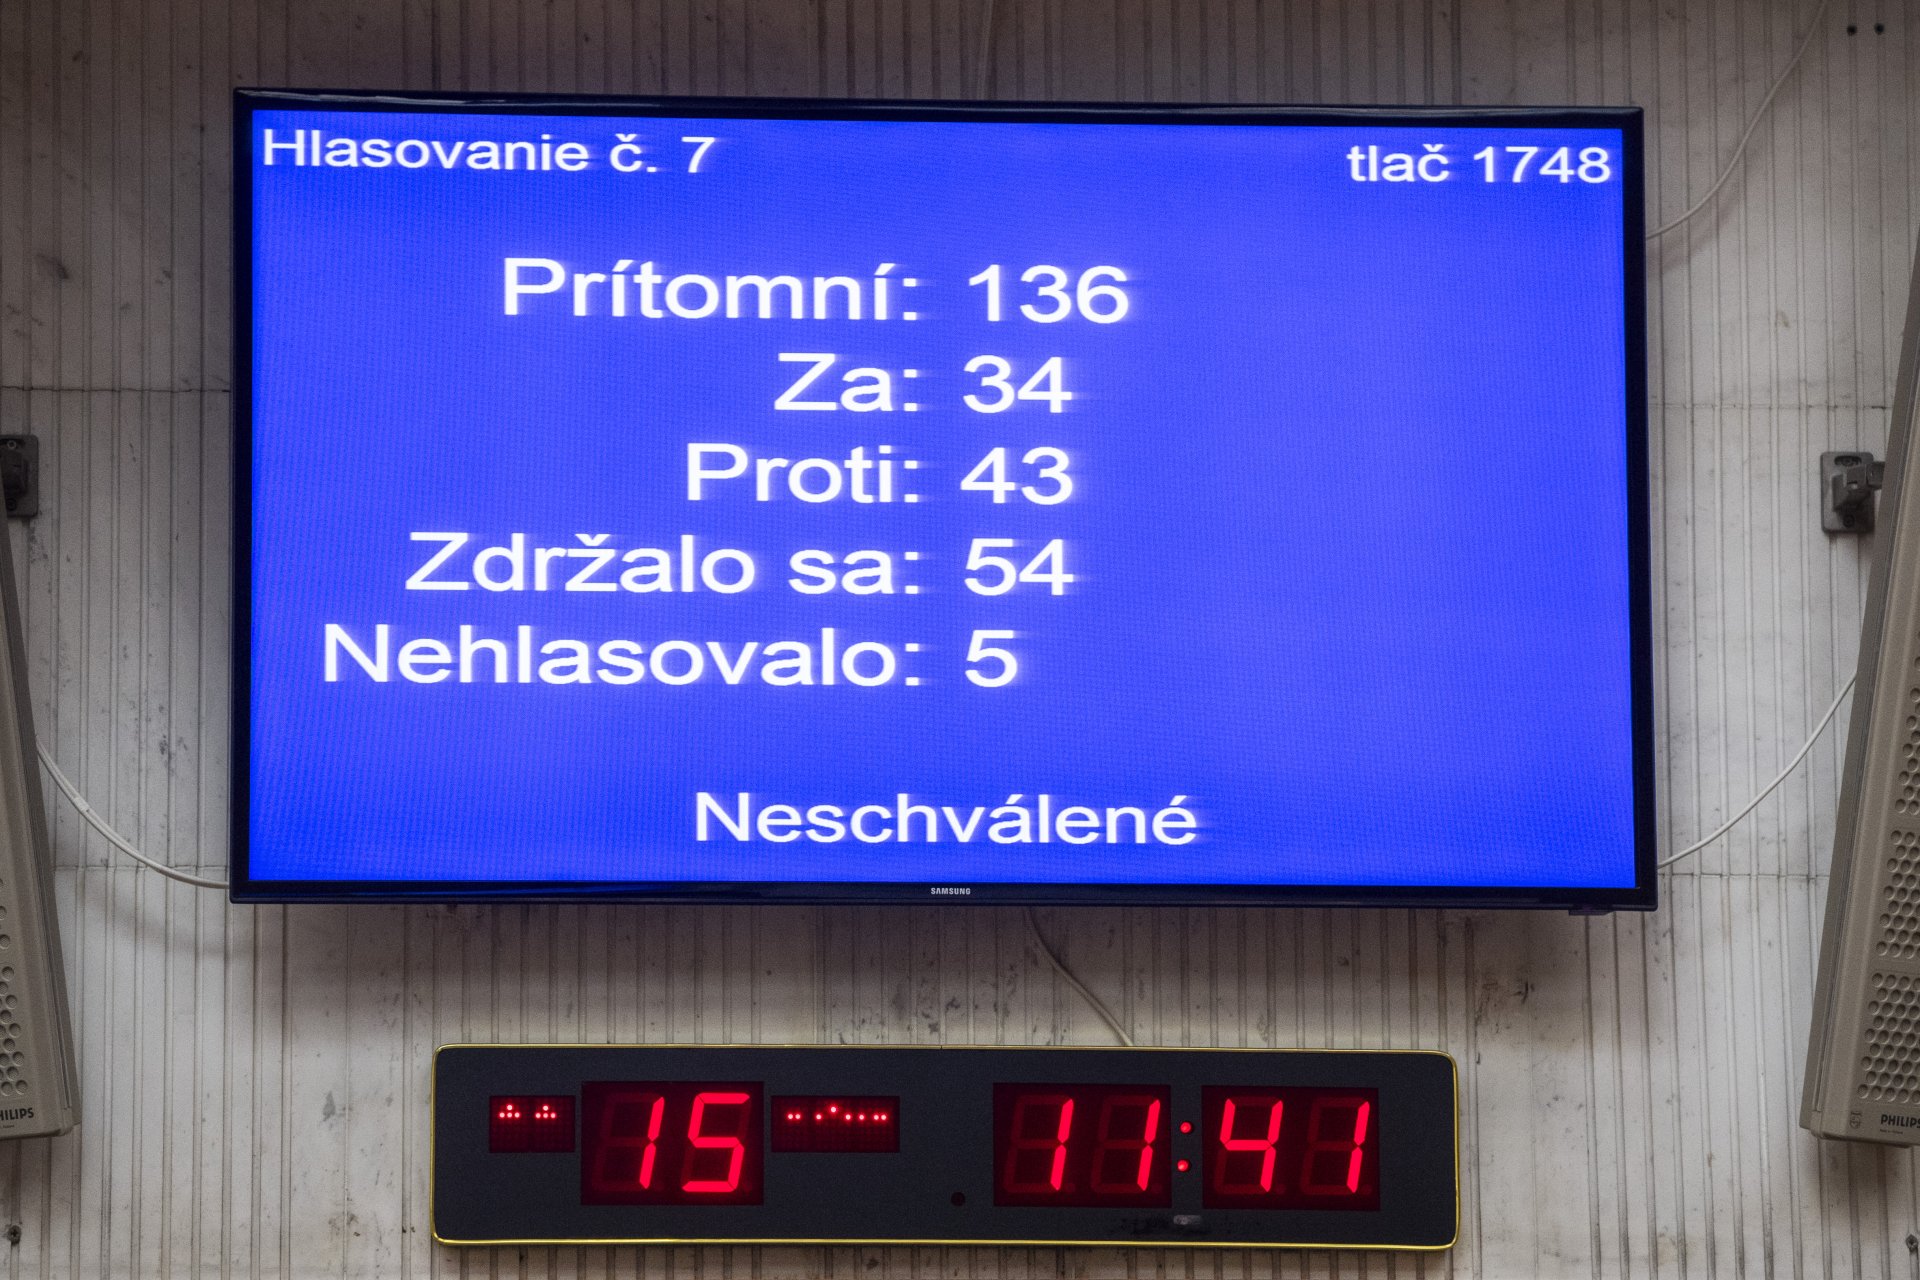 Hlasovanie č. 7
tlač 1748
Prítomní: 136
Za: 34
Proti: 43
Zdržalo sa: 54
Nehlasovalo: 5
Neschválené
SAMSUNG
15
11:41
PHILIPS